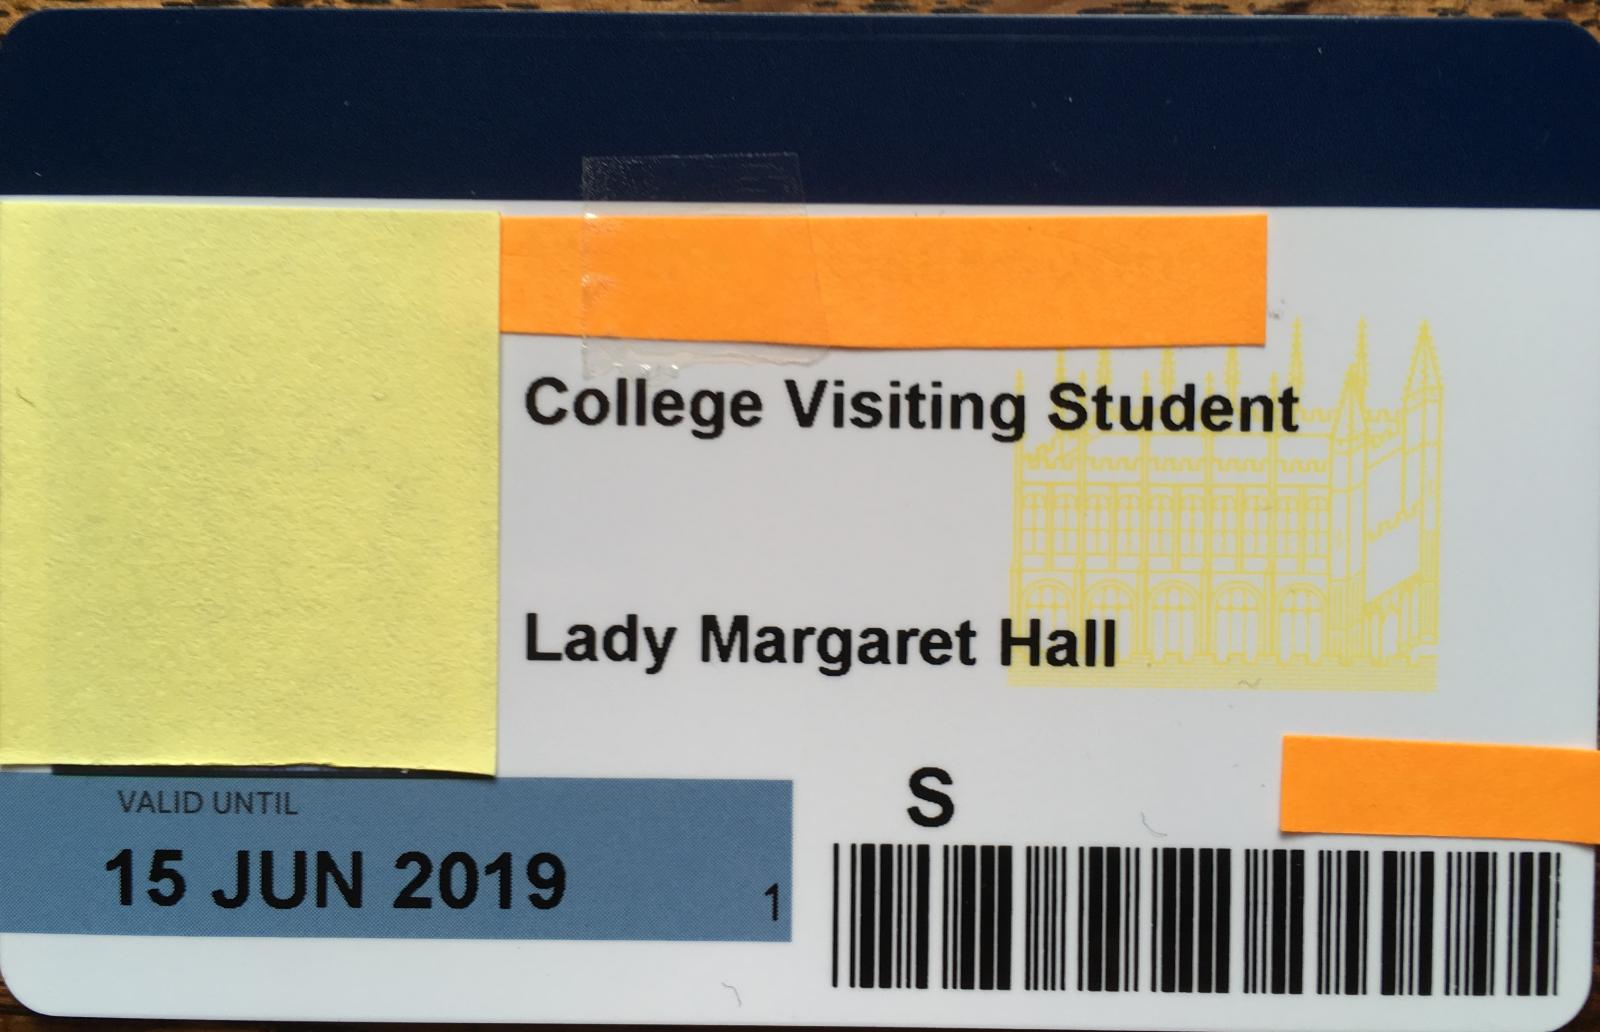 College Visiting Student
Lady Margaret Hall
S
VALID UNTIL
15 JUN 2019
1